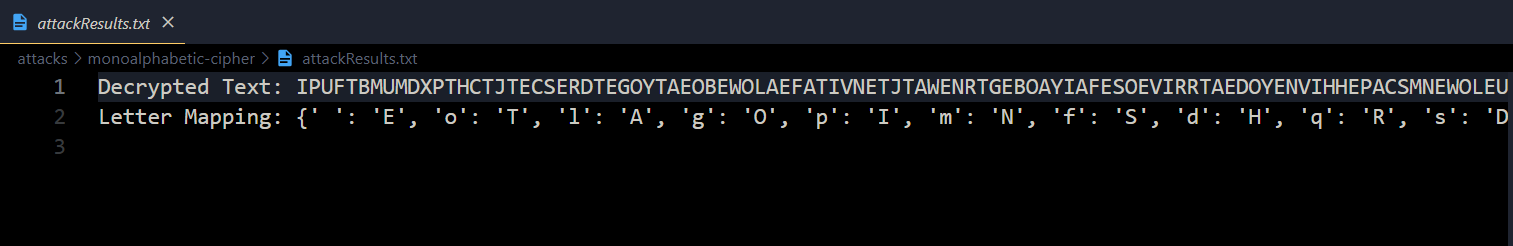 attackResults.txt ×
attacks > monoalphabetic-cipher > attackResults.txt
1 Decrypted Text: IPUFTBMUMDXPTHCTJTECSERDTEGOYTAEOBEWOLAEFATIVNETJTAWENRTGEBOAYIAFESOEVIRRTAEDOYENVIHHEPACSMNEWOLEU
2 Letter Mapping: {' ': 'E', 'o': 'T', 'l': 'A', 'g': 'O', 'p': 'I', 'm': 'N', 'f': 'S', 'd': 'H', 'q': 'R', 's': 'D
3